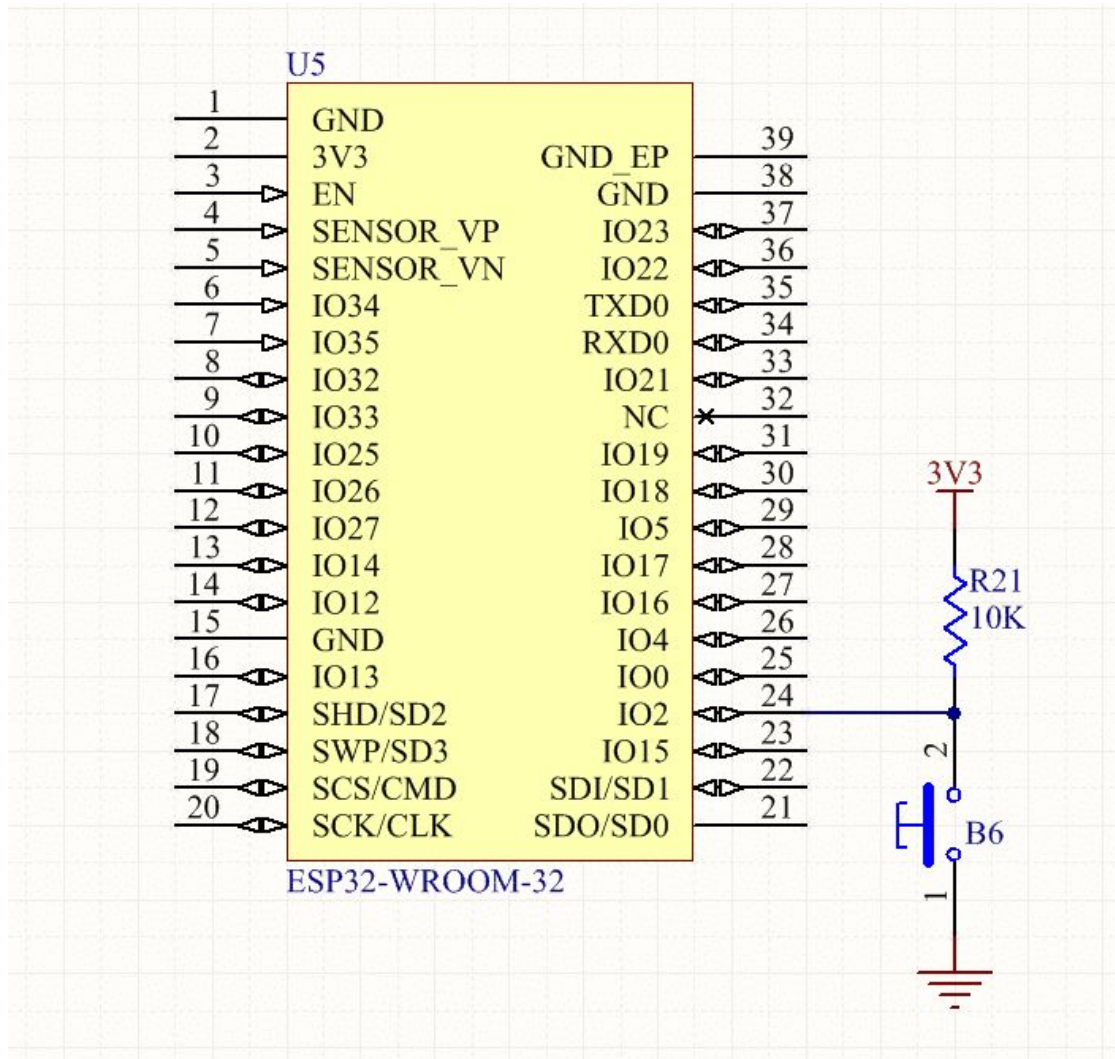 U5
1 GND
2 3V3 GND_EP 39
3 EN GND 38
4 SENSOR_VP IO23 37
5 SENSOR_VN IO22 36
6 IO34 TXD0 35
7 IO35 RXD0 34
8 IO32 IO21 33
9 IO33 NC 32
10 IO25 IO19 31
11 IO26 IO18 30
12 IO27 IO5 29
13 IO14 IO17 28
14 IO12 IO16 27
15 GND IO4 26
16 IO13 IO0 25
17 SHD/SD2 IO2 24
18 SWP/SD3 IO15 23
19 SCS/CMD SDI/SD1 22
20 SCK/CLK SDO/SD0 21
ESP32-WROOM-32
3V3
R21
10K
2
B6
1